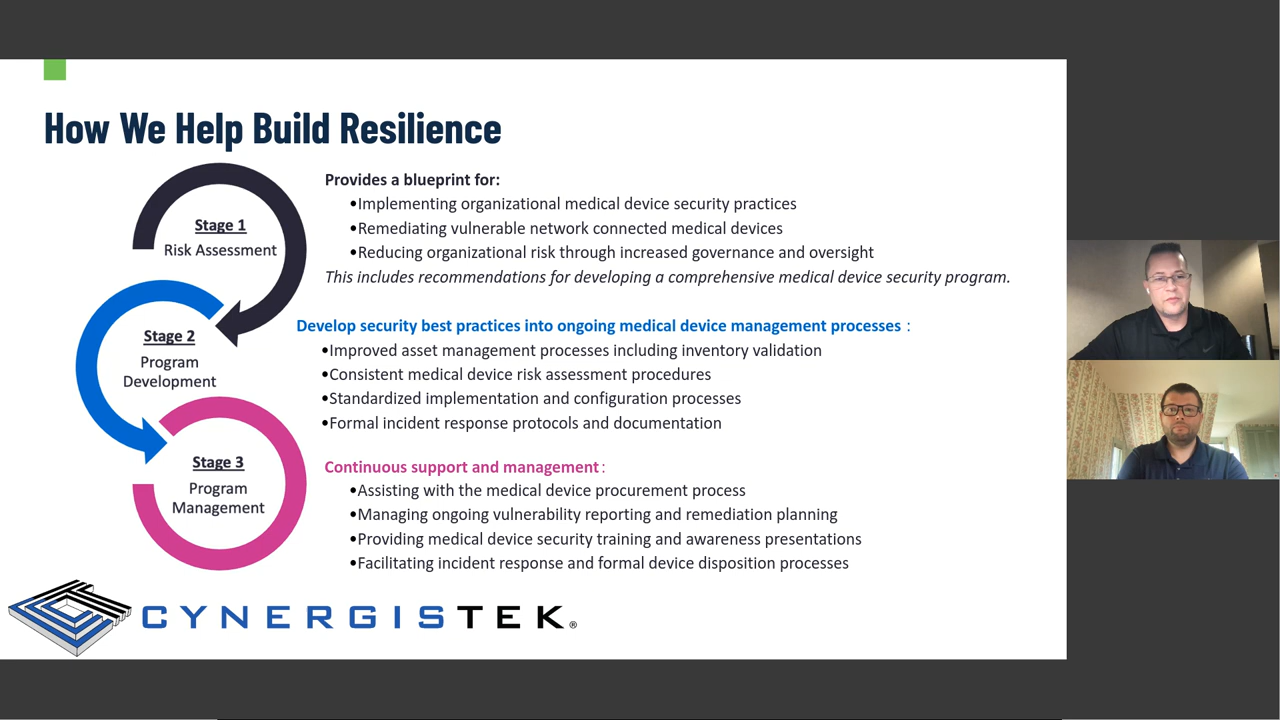 How We Help Build Resilience
Stage 1
Risk Assessment
Provides a blueprint for:
•Implementing organizational medical device security practices
•Remediating vulnerable network connected medical devices
•Reducing organizational risk through increased governance and oversight
This includes recommendations for developing a comprehensive medical device security program.
Stage 2
Program
Development
Develop security best practices into ongoing medical device management processes :
•Improved asset management processes including inventory validation
•Consistent medical device risk assessment procedures
•Standardized implementation and configuration processes
•Formal incident response protocols and documentation
Stage 3
Program
Management
Continuous support and management:
•Assisting with the medical device procurement process
•Managing ongoing vulnerability reporting and remediation planning
•Providing medical device security training and awareness presentations
•Facilitating incident response and formal device disposition processes
CYNERGISTEK®